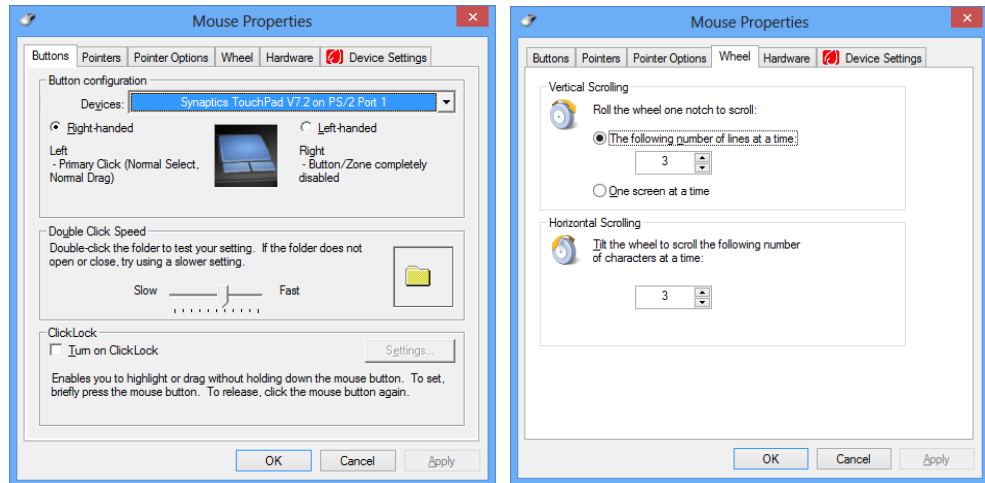 Mouse Properties
Buttons Pointers Pointer Options Wheel Hardware Device Settings
Button configuration
Devices: Synaptics TouchPad V7.2 on PS/2 Port 1
Right-handed
Left-handed
Left
- Primary Click (Normal Select,
Normal Drag)
Right
- Button/Zone completely
disabled
Double Click Speed
Double-click the folder to test your setting. If the folder does not
open or close, try using a slower setting.
Slow Fast
ClickLock
Turn on ClickLock
Settings...
Enables you to highlight or drag without holding down the mouse button. To set,
briefly press the mouse button. To release, click the mouse button again.
OK Cancel Apply
Mouse Properties
Buttons Pointers Pointer Options Wheel Hardware Device Settings
Vertical Scrolling
Roll the wheel one notch to scroll:
The following number of lines at a time:
3
One screen at a time
Horizontal Scrolling
Tilt the wheel to scroll the following number
of characters at a time:
3
OK Cancel Apply